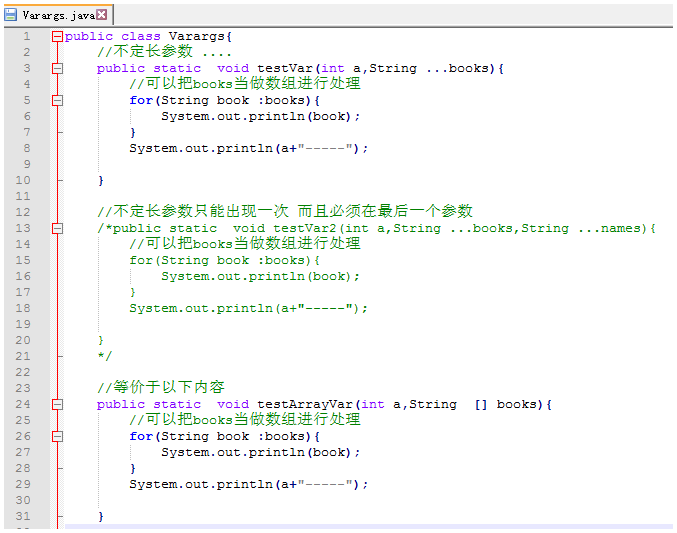 Varargs.java
1 public class Varargs{
2 //不定长参数 ....
3 public static  void testVar(int a,String ...books){
4 //可以把books当做数组进行处理
5 for(String book :books){
6 System.out.println(book);
7 }
8 System.out.println(a+"-----");
9
10 }
11
12 //不定长参数只能出现一次 而且必须在最后一个参数
13 /*public static  void testVar2(int a,String ...books,String ...names){
14 //可以把books当做数组进行处理
15 for(String book :books){
16 System.out.println(book);
17 }
18 System.out.println(a+"-----");
19
20 }
21 */
22
23 //等价于以下内容
24 public static  void testArrayVar(int a,String  [] books){
25 //可以把books当做数组进行处理
26 for(String book :books){
27 System.out.println(book);
28 }
29 System.out.println(a+"-----");
30
31 }